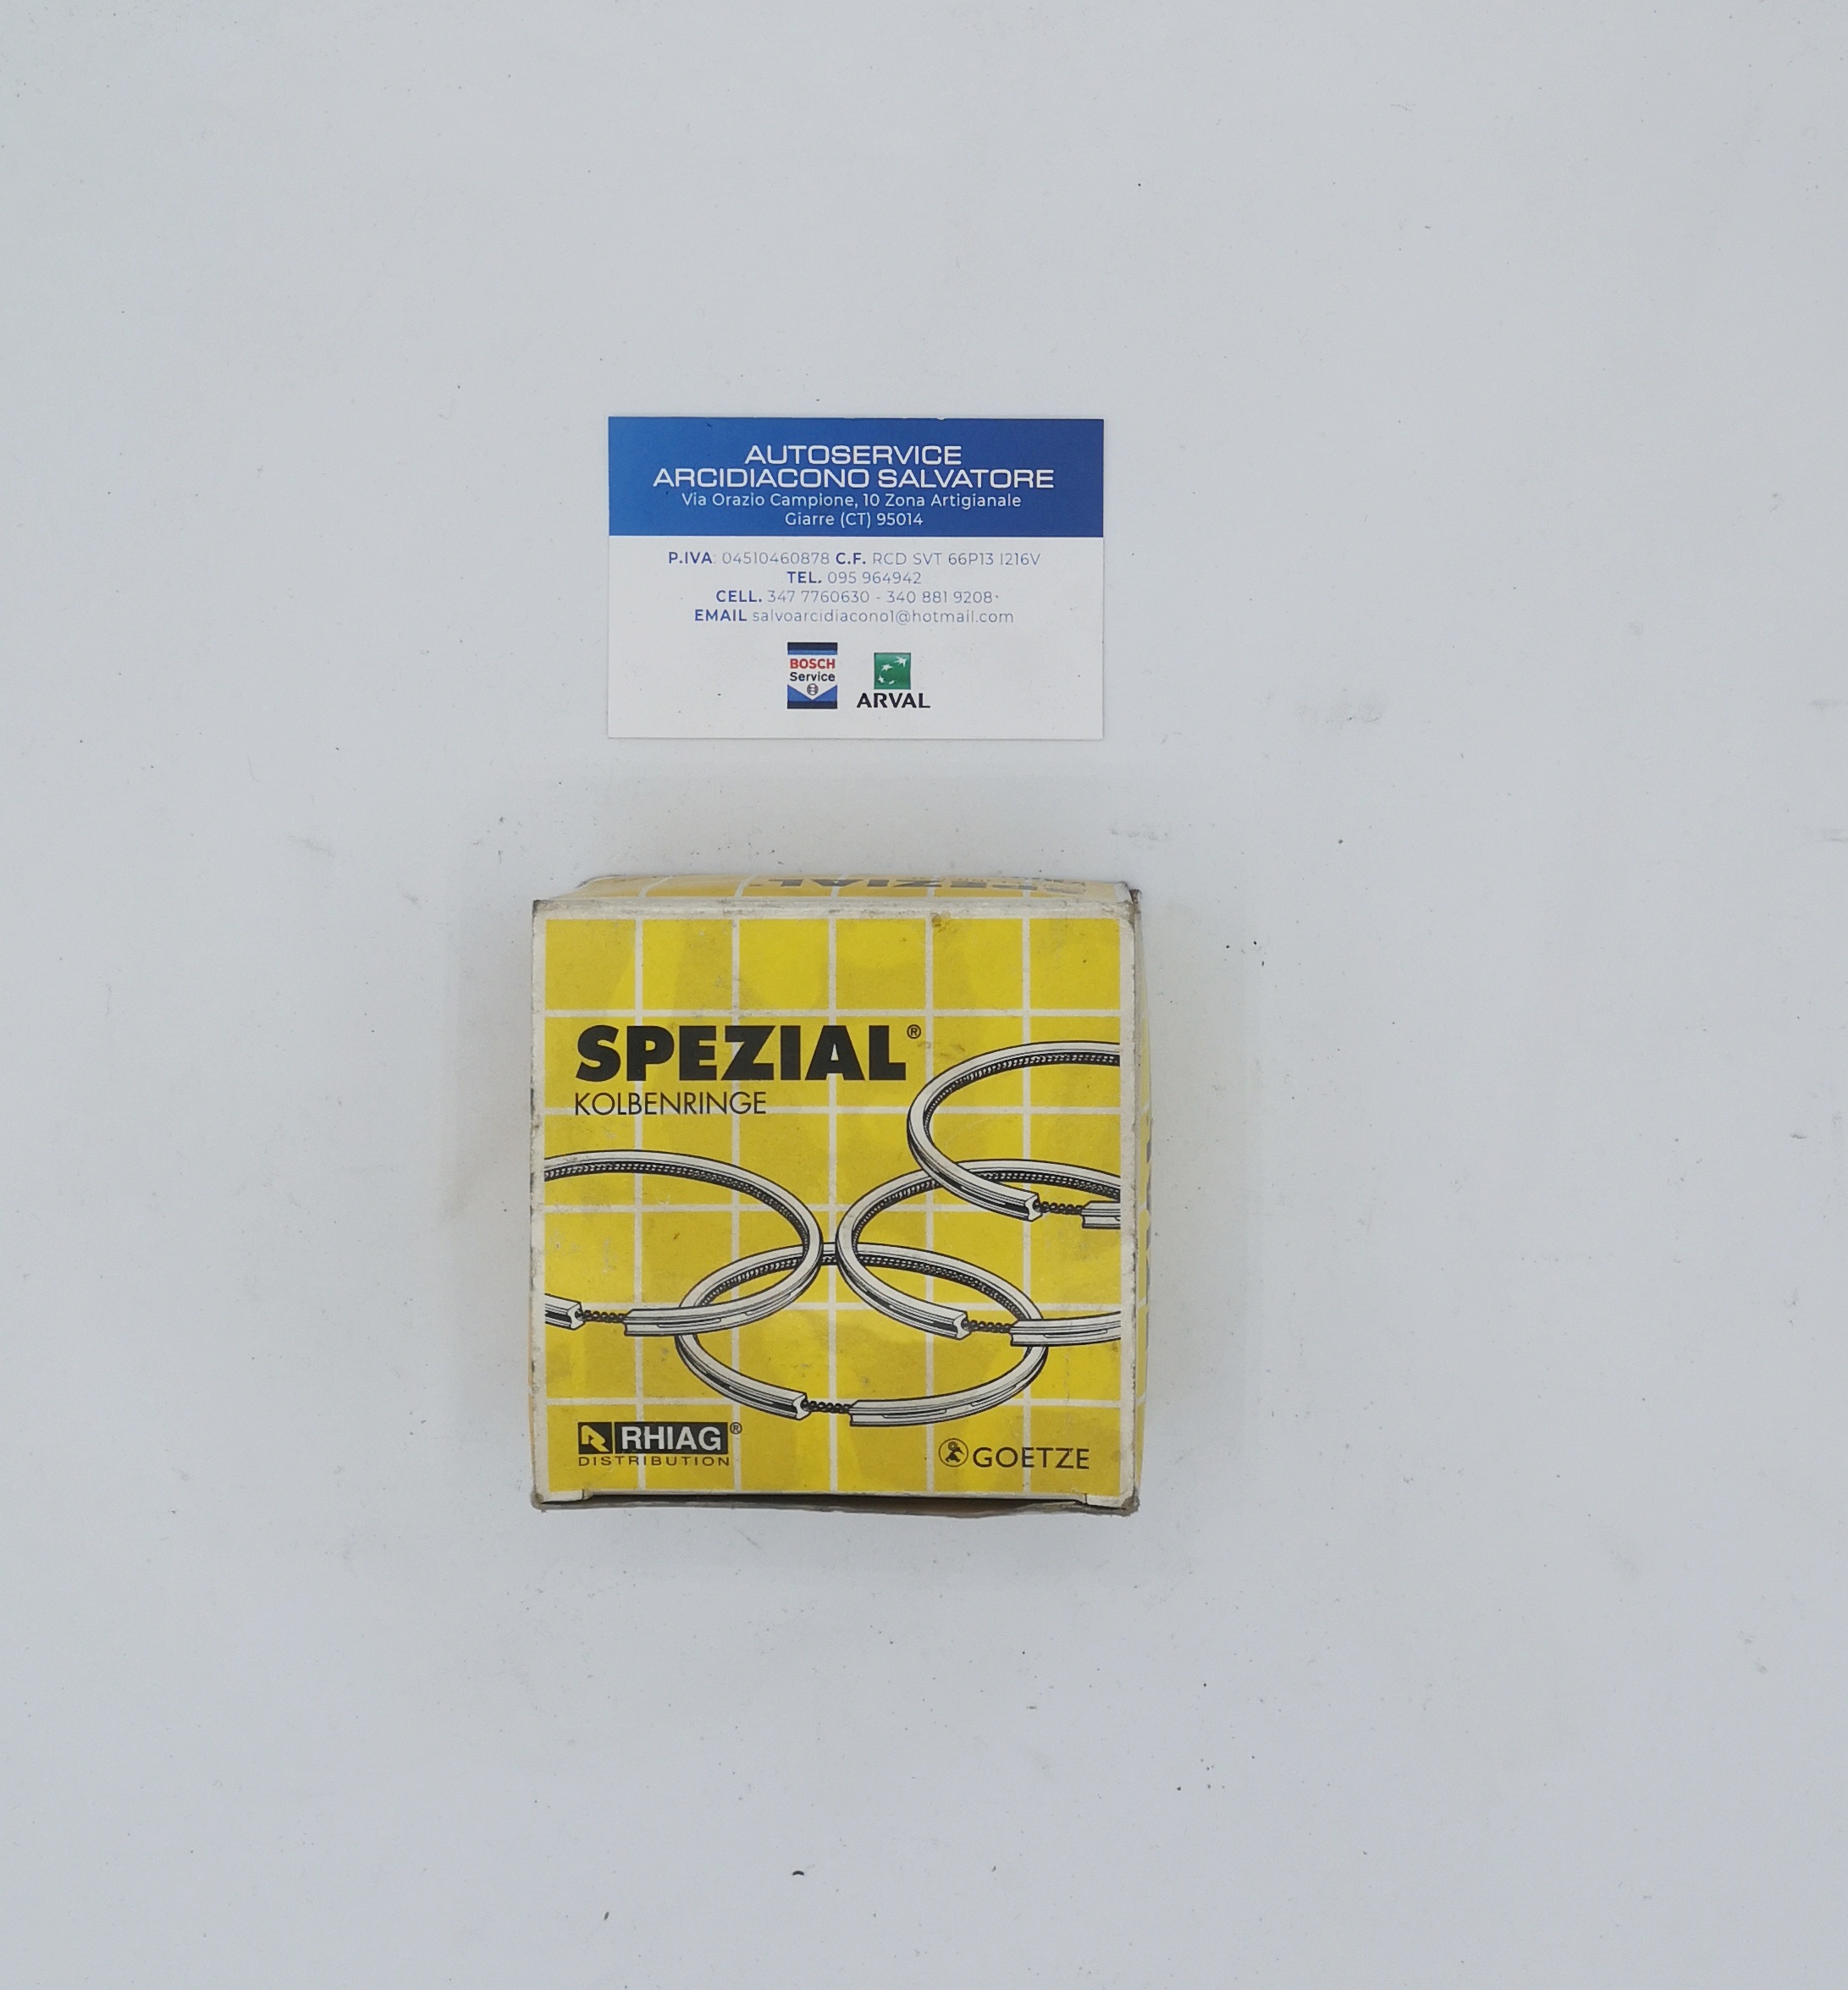 AUTOSERVICE
ARCIDIACONO SALVATORE
Via Orazio Campione, 10 Zona Artigianale
Giarre (CT) 95014
P.IVA: 04510460878 C.F. RCD SVT 66P13 I216V
TEL. 095 964942
CELL. 347 7760630 - 340 881 9208
EMAIL salvoarcidiacono1@hotmail.com
BOSCH
Service
ARVAL
SPEZIAL
SPEZIAL®
KOLBENRINGE
RHIAG®
DISTRIBUTION
GOETZE